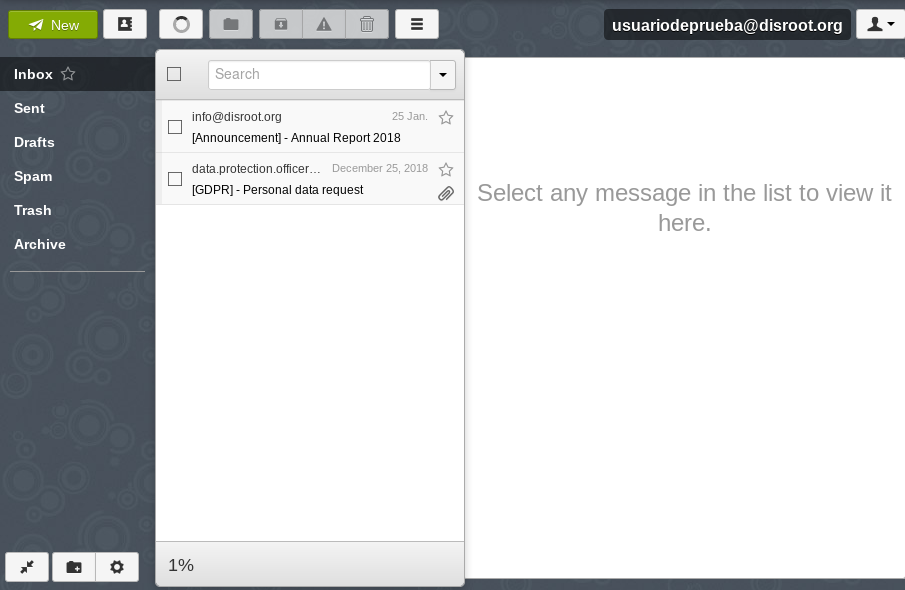 New
usuariodeprueba@disroot.org
Inbox
Sent
Drafts
Spam
Trash
Archive
Search
info@disroot.org 25 Jan.
[Announcement] - Annual Report 2018
data.protection.officer... December 25, 2018
[GDPR] - Personal data request
Select any message in the list to view it
here.
1%